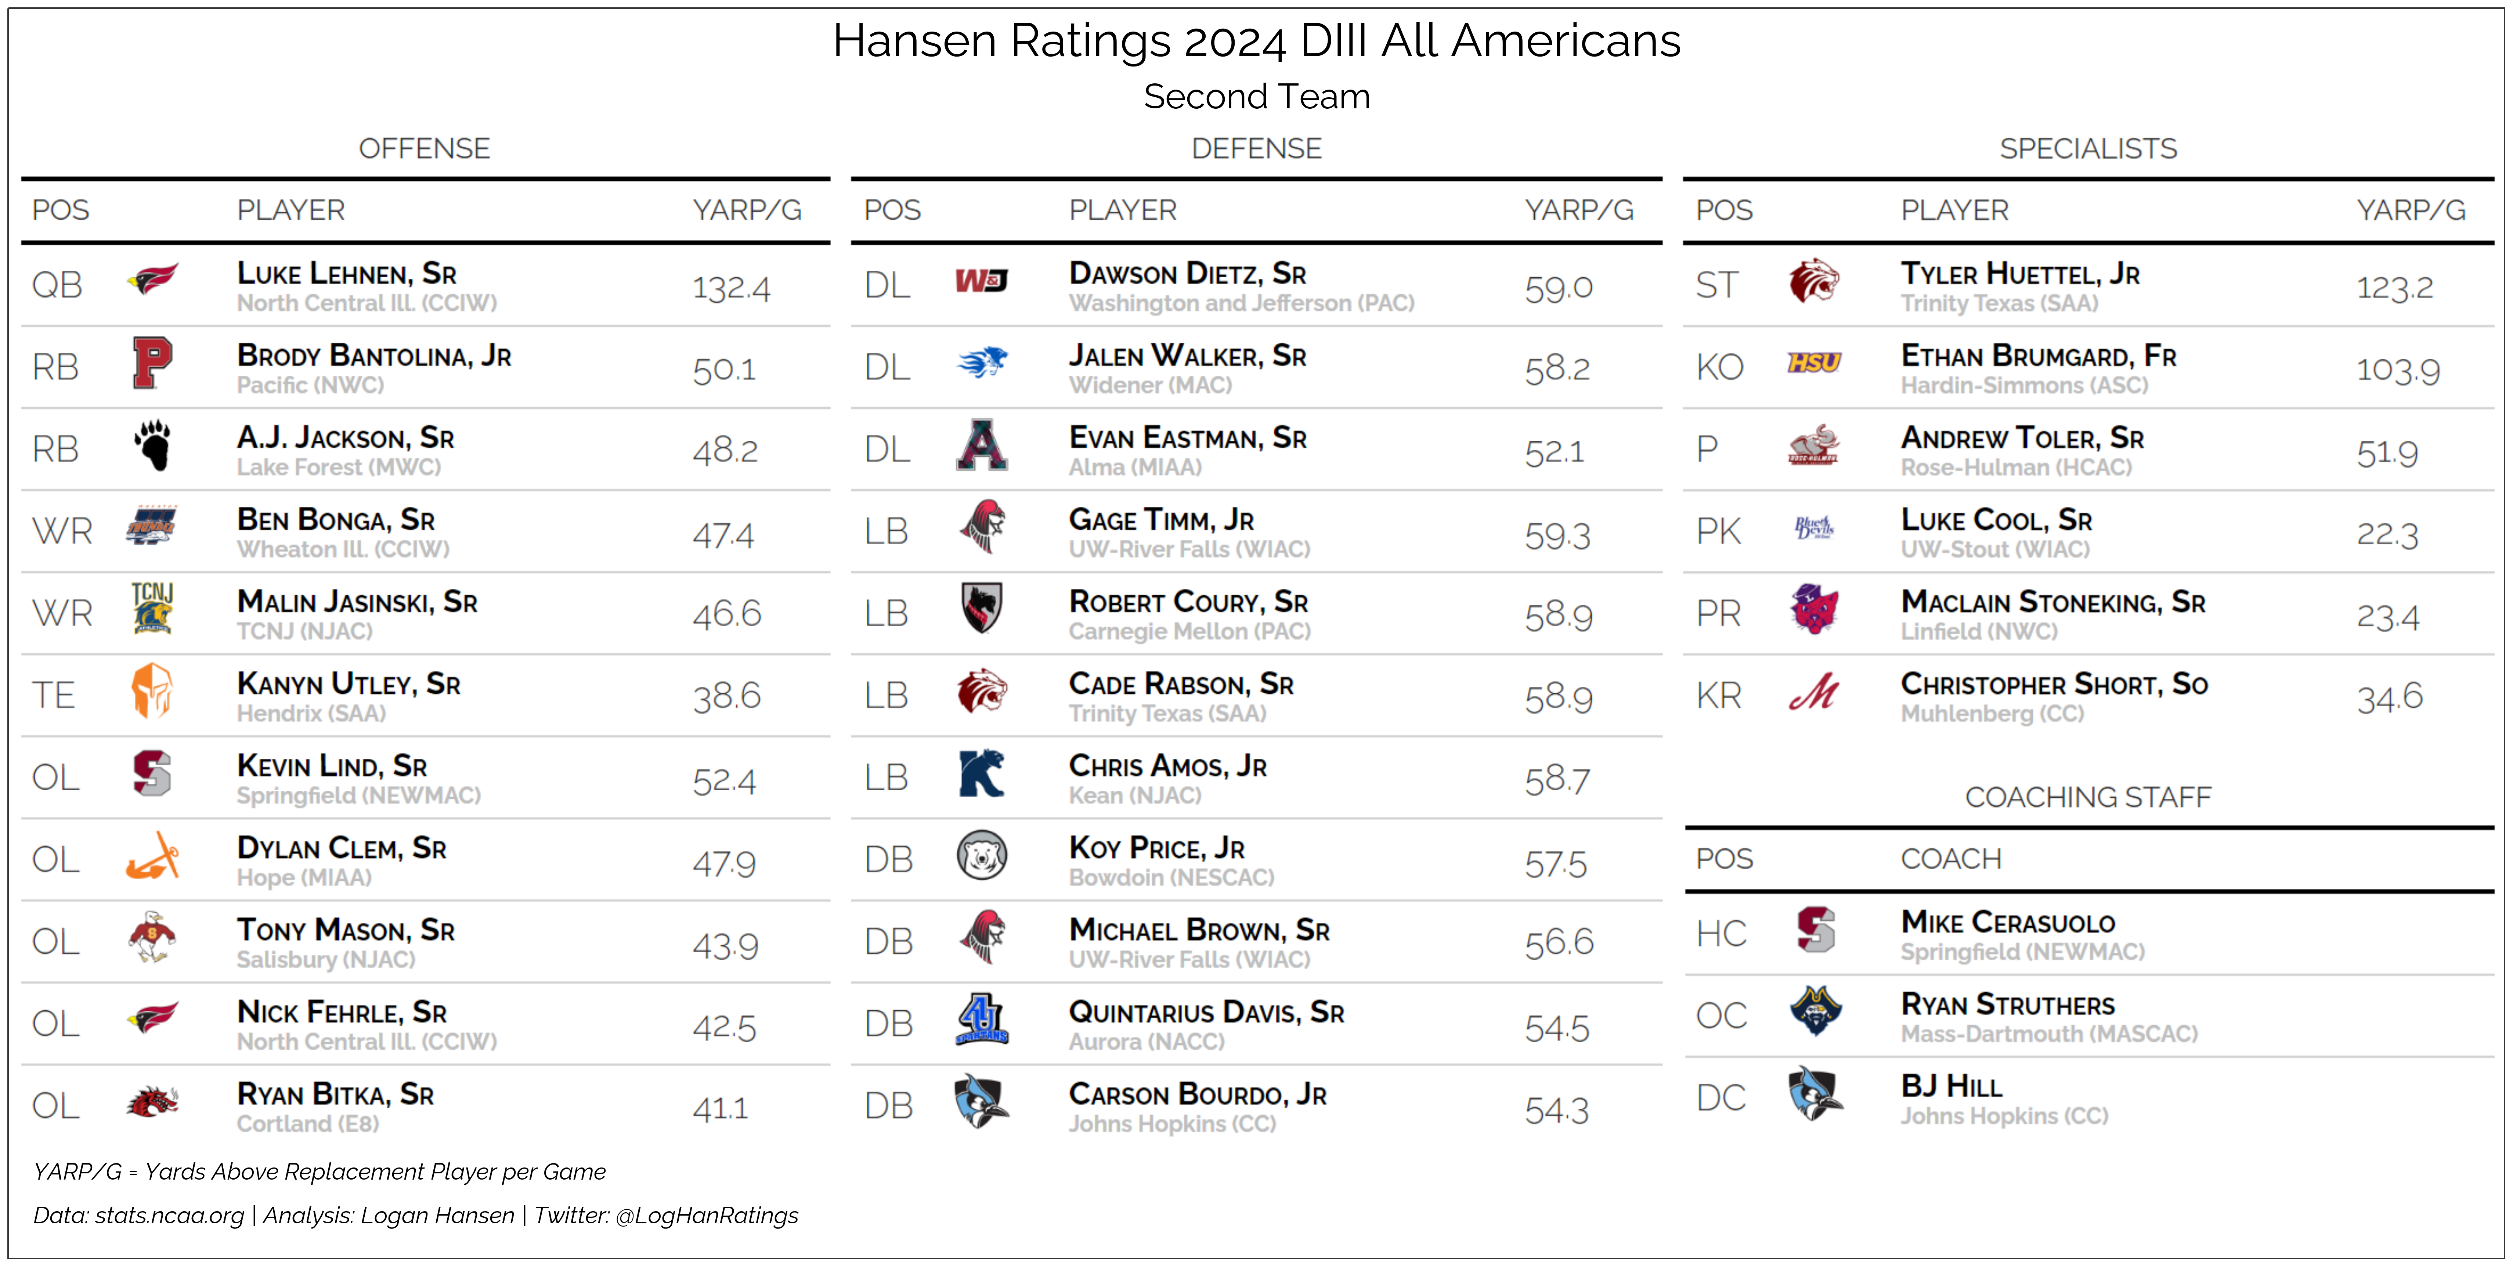 Hansen Ratings 2024 DIII All Americans
Second Team
OFFENSE
POS PLAYER YARP/G
QB LUKE LEHNEN, SR 132.4
North Central Ill. (CCIW)
RB BRODY BANTOLINA, JR 50.1
Pacific (NWC)
RB A.J. JACKSON, SR 48.2
Lake Forest (MWC)
WR BEN BONGA, SR 47.4
Wheaton Ill. (CCIW)
WR TCNJ MALIN JASINSKI, SR 46.6
TCNJ (NJAC)
TE KANYN UTLEY, SR 38.6
Hendrix (SAA)
OL KEVIN LIND, SR 52.4
Springfield (NEWMAC)
OL DYLAN CLEM, SR 47.9
Hope (MIAA)
OL TONY MASON, SR 43.9
Salisbury (NJAC)
OL NICK FEHRLE, SR 42.5
North Central Ill. (CCIW)
OL RYAN BITKA, SR 41.1
Cortland (E8)
DEFENSE
POS PLAYER YARP/G
DL W&J DAWSON DIETZ, SR 59.0
Washington and Jefferson (PAC)
DL JALEN WALKER, SR 58.2
Widener (MAC)
DL A EVAN EASTMAN, SR 52.1
Alma (MIAA)
LB GAGE TIMM, JR 59.3
UW-River Falls (WIAC)
LB ROBERT COURY, SR 58.9
Carnegie Mellon (PAC)
LB CADE RABSON, SR 58.9
Trinity Texas (SAA)
LB K CHRIS AMOS, JR 58.7
Kean (NJAC)
DB KOY PRICE, JR 57.5
Bowdoin (NESCAC)
DB MICHAEL BROWN, SR 56.6
UW-River Falls (WIAC)
DB AU SPARTANS QUINTARIUS DAVIS, SR 54.5
Aurora (NACC)
DB CARSON BOURDO, JR 54.3
Johns Hopkins (CC)
SPECIALISTS
POS PLAYER YARP/G
ST TYLER HUETTEL, JR 123.2
Trinity Texas (SAA)
KO HSU ETHAN BRUMGARD, FR 103.9
Hardin-Simmons (ASC)
P ROSE-HULMAN ANDREW TOLER, SR 51.9
Rose-Hulman (HCAC)
PK Blue Devils LUKE COOL, SR 22.3
UW-Stout (WIAC)
PR MACLAIN STONEKING, SR 23.4
Linfield (NWC)
KR M CHRISTOPHER SHORT, SO 34.6
Muhlenberg (CC)
COACHING STAFF
POS COACH
HC S MIKE CERASUOLO
Springfield (NEWMAC)
OC RYAN STRUTHERS
Mass-Dartmouth (MASCAC)
DC BJ HILL
Johns Hopkins (CC)
YARP/G = Yards Above Replacement Player per Game
Data: stats.ncaa.org | Analysis: Logan Hansen | Twitter: @LogHanRatings